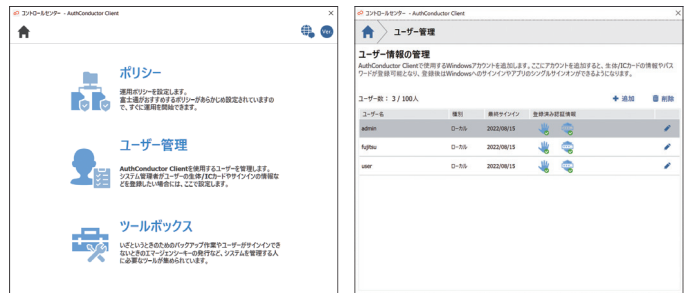 コントロールセンター - AuthConductor Client
Ver.
ポリシー
運用ポリシーを設定します。
富士通がおすすめするポリシーがあらかじめ設定されていますの
で、すぐに運用を開始できます。
ユーザー管理
AuthConductor Clientを使用するユーザーを管理します。
システム管理者がユーザーの生体/ICカードやサインインの情報な
どを登録したい場合には、ここで設定します。
ツールボックス
いざというときのためのバックアップ作業やユーザーがサインインでき
ないときのエマージェンシーキーの発行など、システムを管理する人
に必要なツールが集められています。
コントロールセンター - AuthConductor Client
ユーザー管理
ユーザー情報の管理
AuthConductor Clientで使用するWindowsアカウントを追加します。ここにアカウントを追加すると、生体/ICカードの情報やパス
ワードが登録可能となり、登録後はWindowsへのサインインやアプリのシングルサインオンができるようになります。
ユーザー数： 3 / 100人
追加 削除
ユーザー名 種別 最終サインイン 登録済み認証情報
admin ローカル 2022/08/15
fujitsu ローカル 2022/08/15
user ローカル 2022/08/15